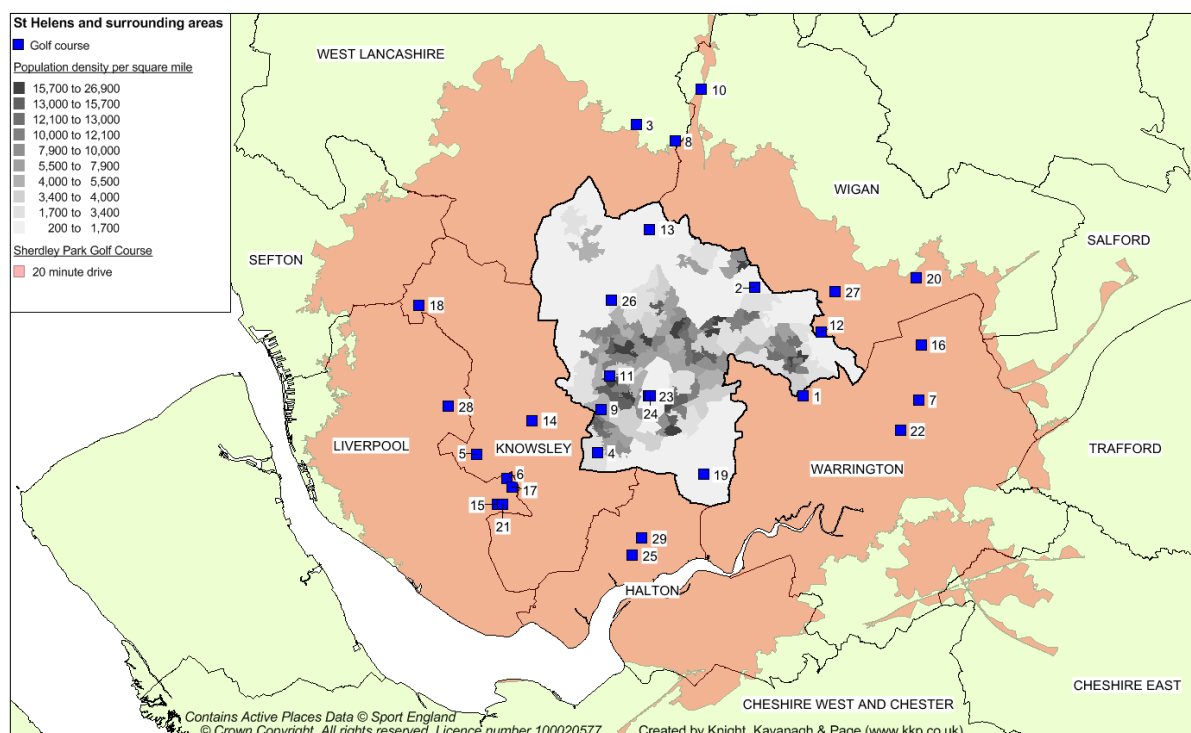 St Helens and surrounding areas
Golf course
Population density per square mile
15,700 to 26,900
13,000 to 15,700
12,100 to 13,000
10,000 to 12,100
7,900 to 10,000
5,500 to 7,900
4,000 to 5,500
3,400 to 4,000
1,700 to 3,400
200 to 1,700
Sherdley Park Golf Course
20 minute drive
WEST LANCASHIRE
10
3
8
WIGAN
13
SALFORD
SEFTON
20
2
27
26
18
12
16
11
23
1
7
28
9
24
14
22
LIVERPOOL
KNOWSLEY
TRAFFORD
5
4
WARRINGTON
6
19
17
15
21
29
25
HALTON
CHESHIRE EAST
CHESHIRE WEST AND CHESTER
Contains Active Places Data © Sport England
© Crown Copyright. All rights reserved. Licence number 100020577
Created by Knight, Kavanagh & Page (www.kkp.co.uk)